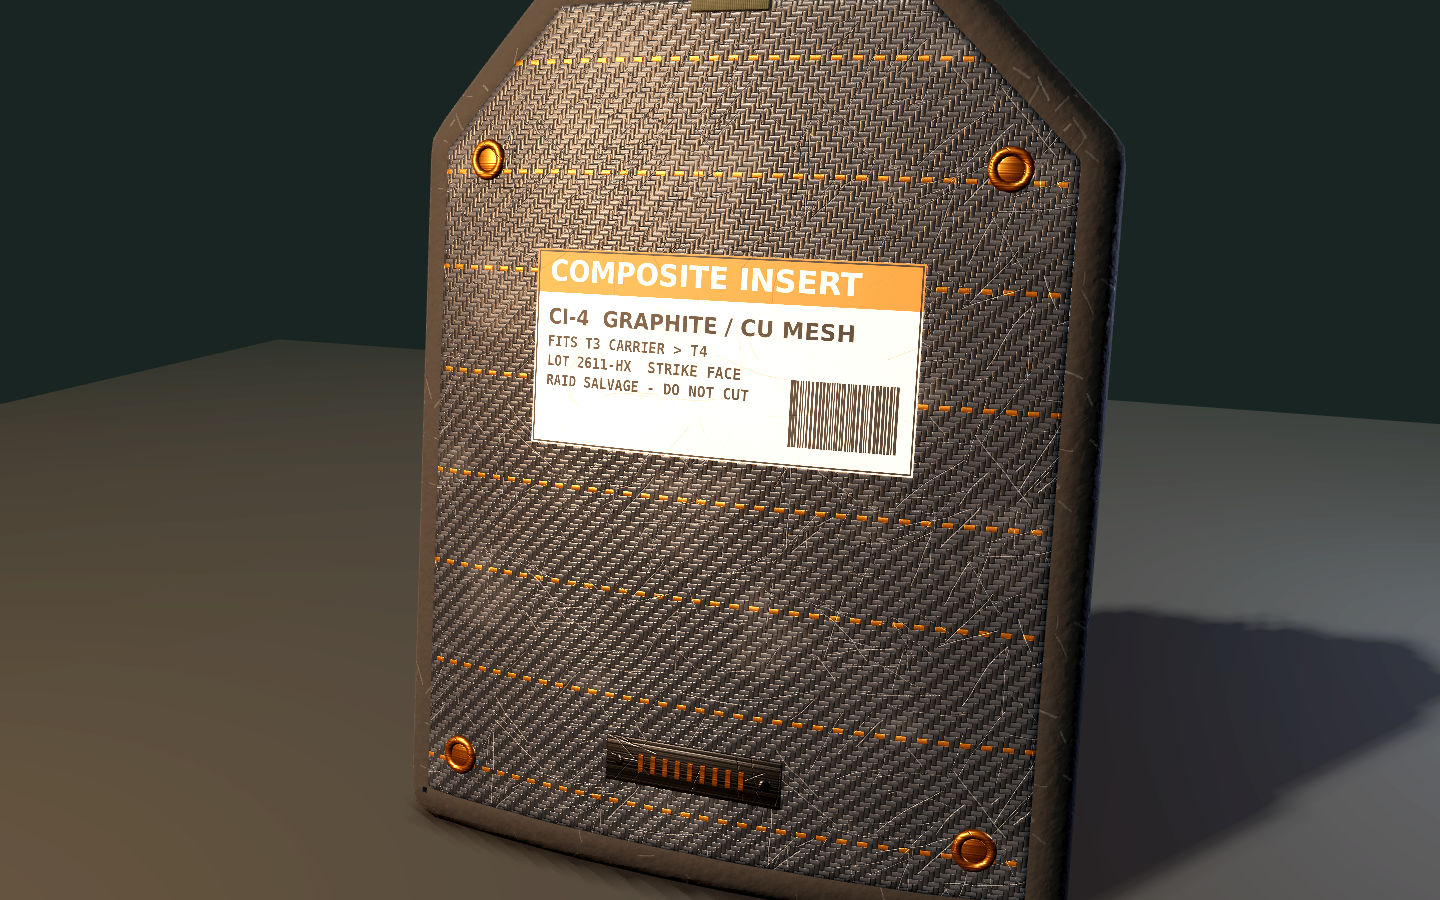 COMPOSITE INSERT
CI-4 GRAPHITE / CU MESH
FITS T3 CARRIER > T4
LOT 2611-HX STRIKE FACE
RAID SALVAGE - DO NOT CUT